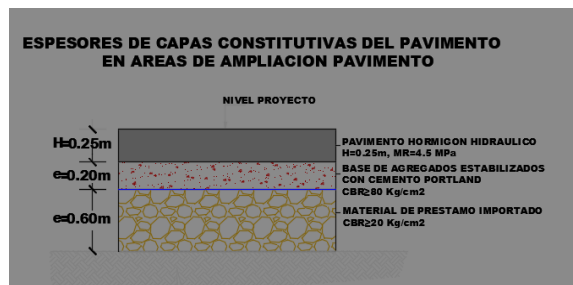 ESPESORES DE CAPAS CONSTITUTIVAS DEL PAVIMENTO
EN AREAS DE AMPLIACION PAVIMENTO
NIVEL PROYECTO
H=0.25m
PAVIMENTO HORMIGON HIDRAULICO
H=0.25m, MR=4.5 MPa
e=0.20m
BASE DE AGREGADOS ESTABILIZADOS
CON CEMENTO PORTLAND
CBR≥80 Kg/cm2
e=0.60m
MATERIAL DE PRESTAMO IMPORTADO
CBR≥20 Kg/cm2